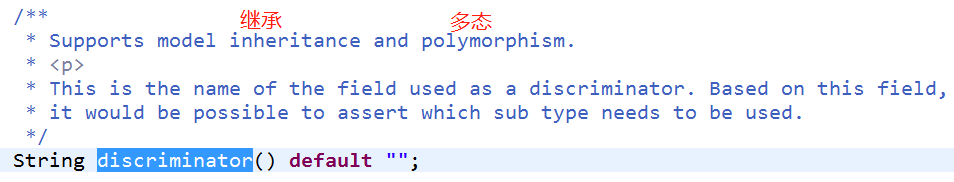 /**
继承 多态
* Supports model inheritance and polymorphism.
* <p>
* This is the name of the field used as a discriminator. Based on this field,
* it would be possible to assert which sub type needs to be used.
*/
String discriminator() default "";